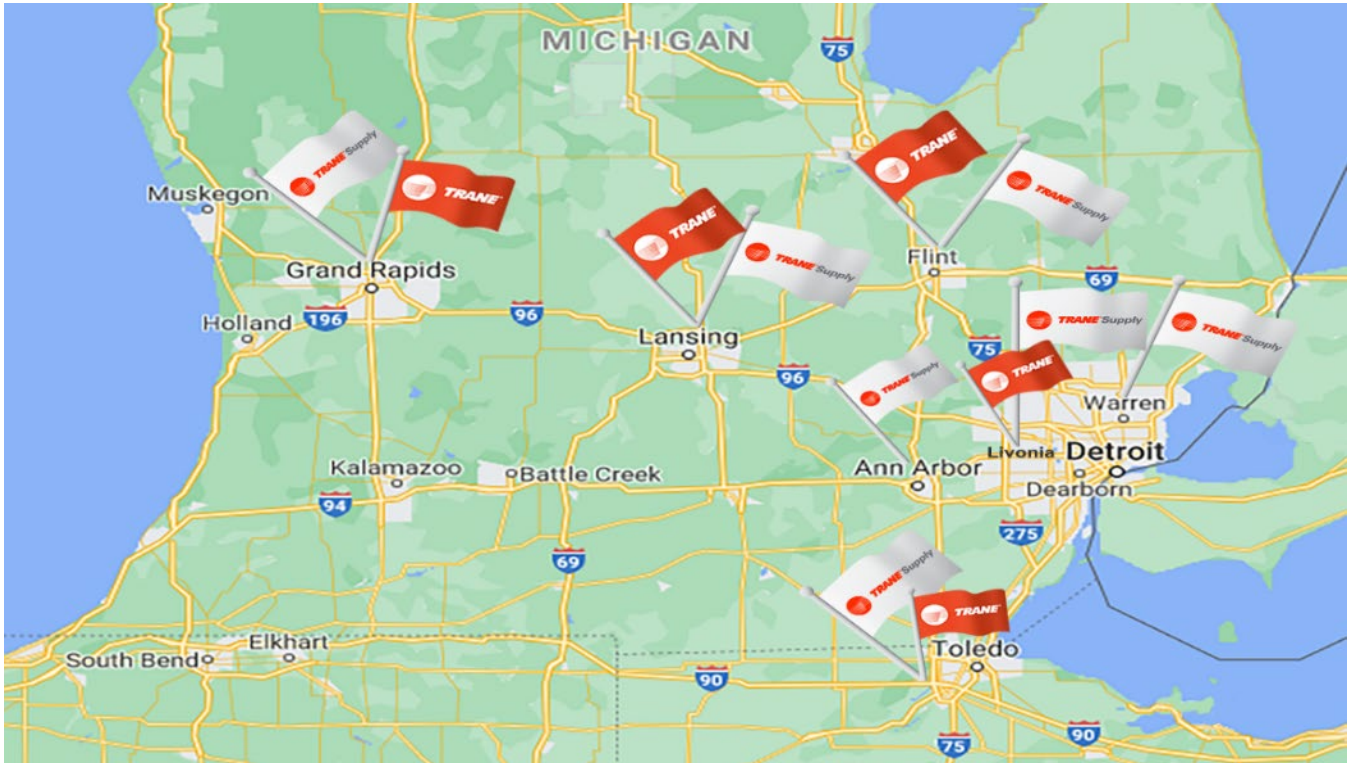 MICHIGAN
75
TRANE Supply
TRANE
Muskegon
TRANE
TRANE Supply
TRANE
TRANE Supply
Grand Rapids
Flint
69
196
96
Holland
Lansing
TRANE Supply
TRANE Supply
75
TRANE
TRANE Supply
96
Warren
Livonia
Detroit
Kalamazoo
Battle Creek
Ann Arbor
Dearborn
94
275
69
TRANE Supply
TRANE
Elkhart
South Bend
Toledo
90
90
75